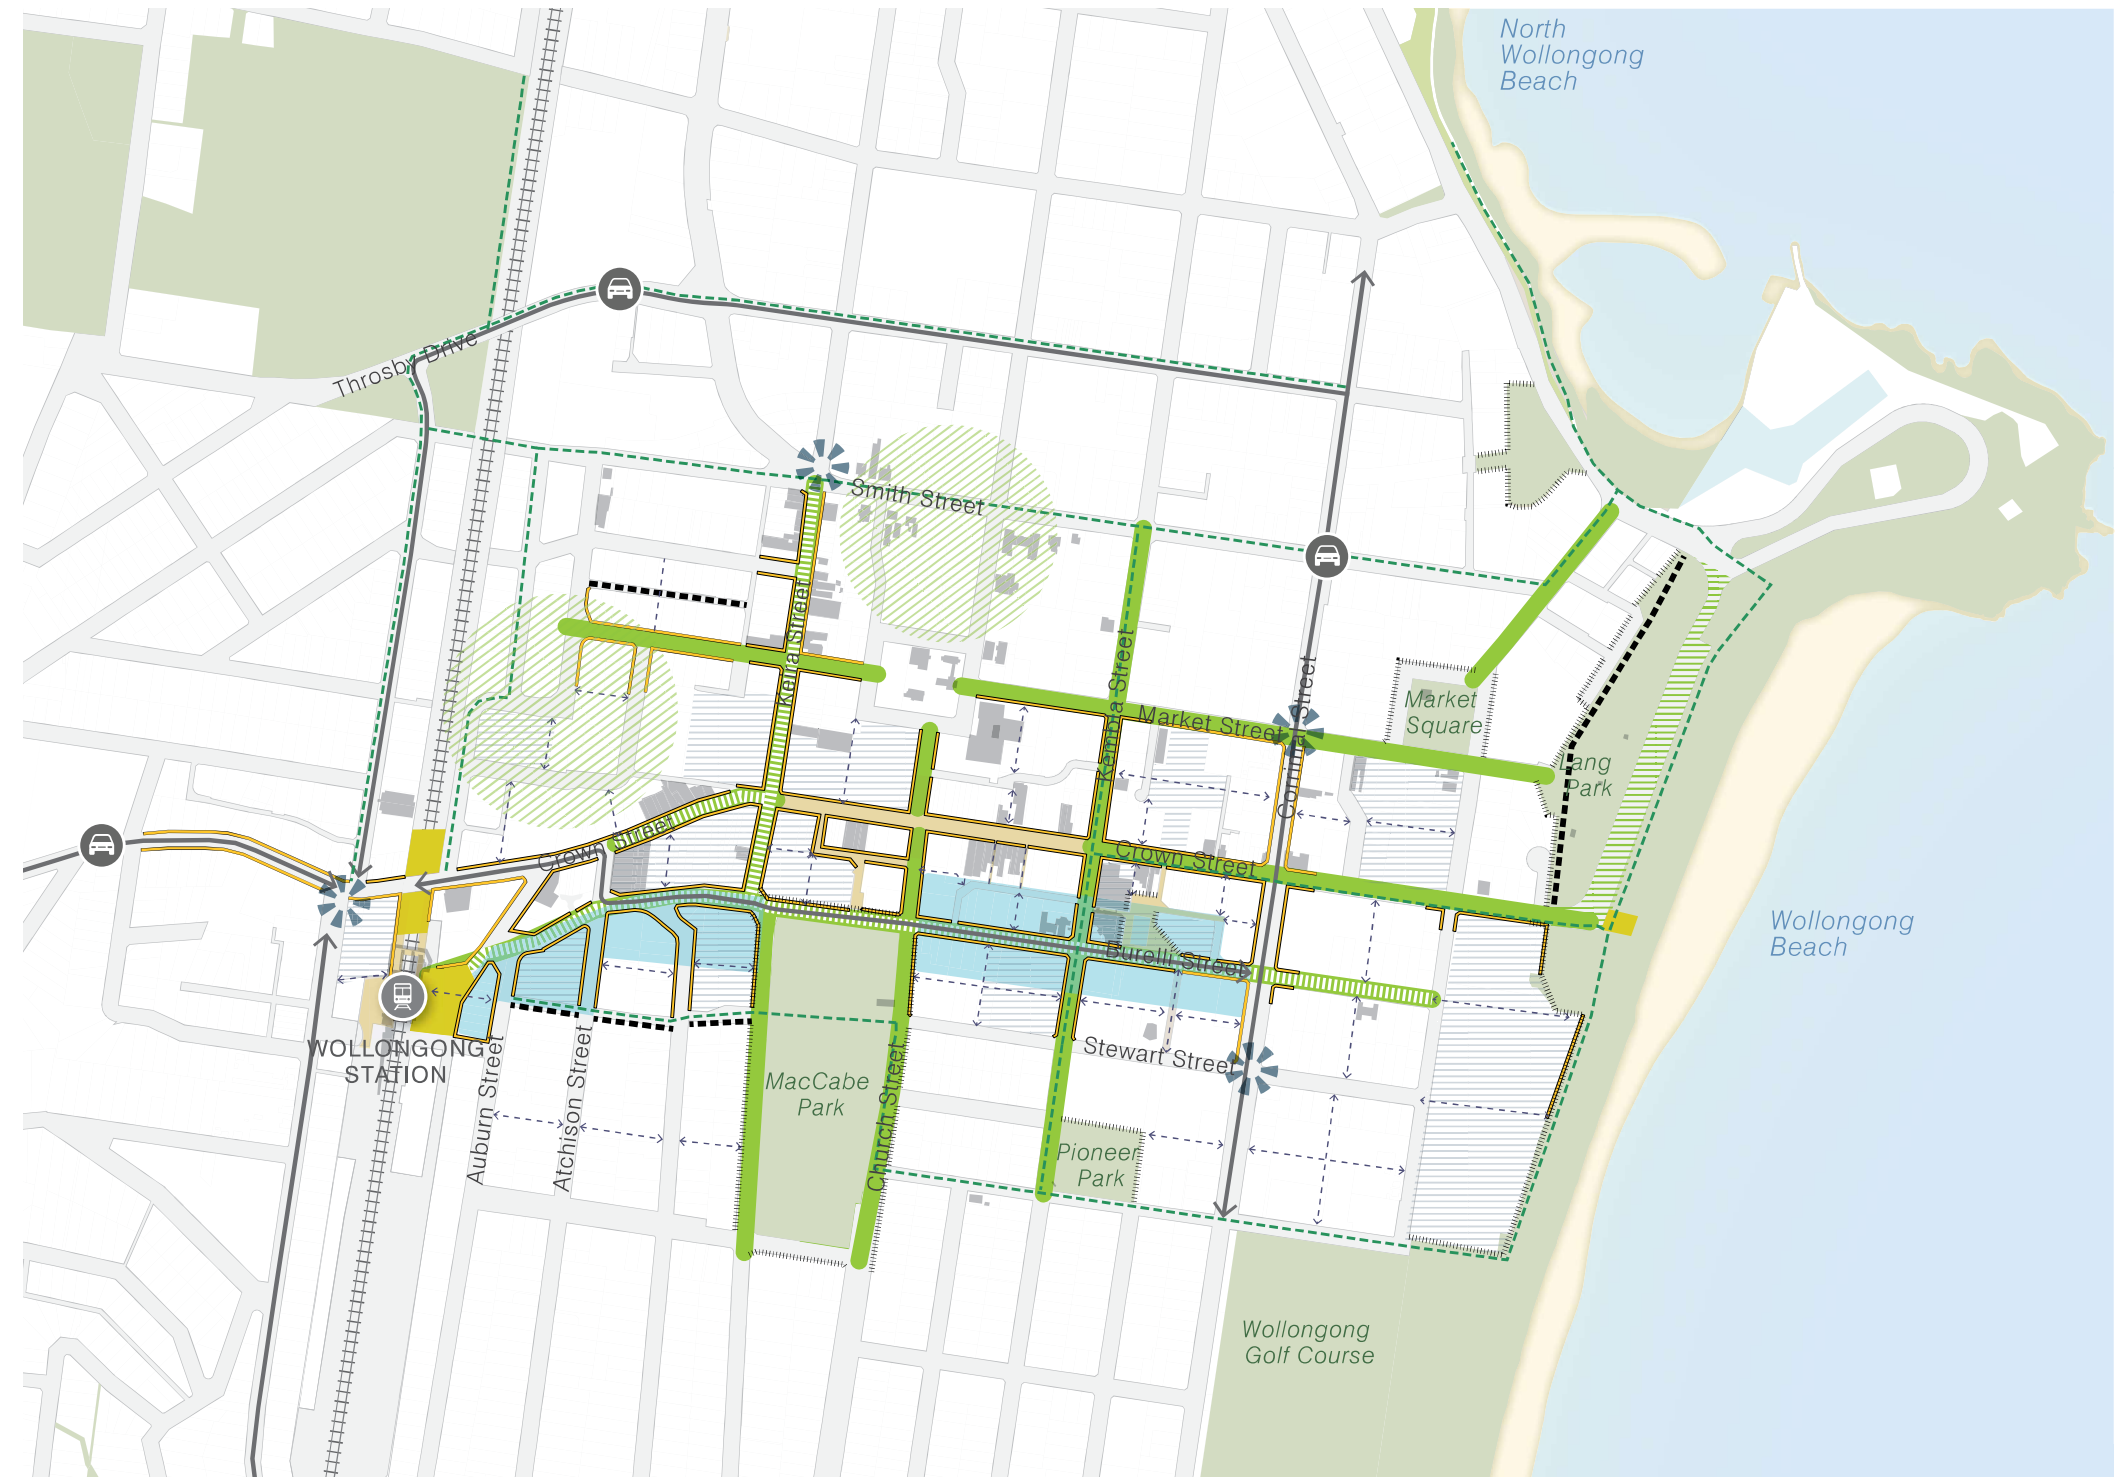 North
Wollongong
Beach
Throsby Drive
Smith Street
Keira Street
Kembla Street
Market Street
Corrimal Street
Market
Square
Lang
Park
Crown Street
Crown Street
Burelli Street
Wollongong
Beach
WOLLONGONG
STATION
Auburn Street
Atchison Street
MacCabe
Park
Church Street
Stewart Street
Pioneer
Park
Wollongong
Golf Course